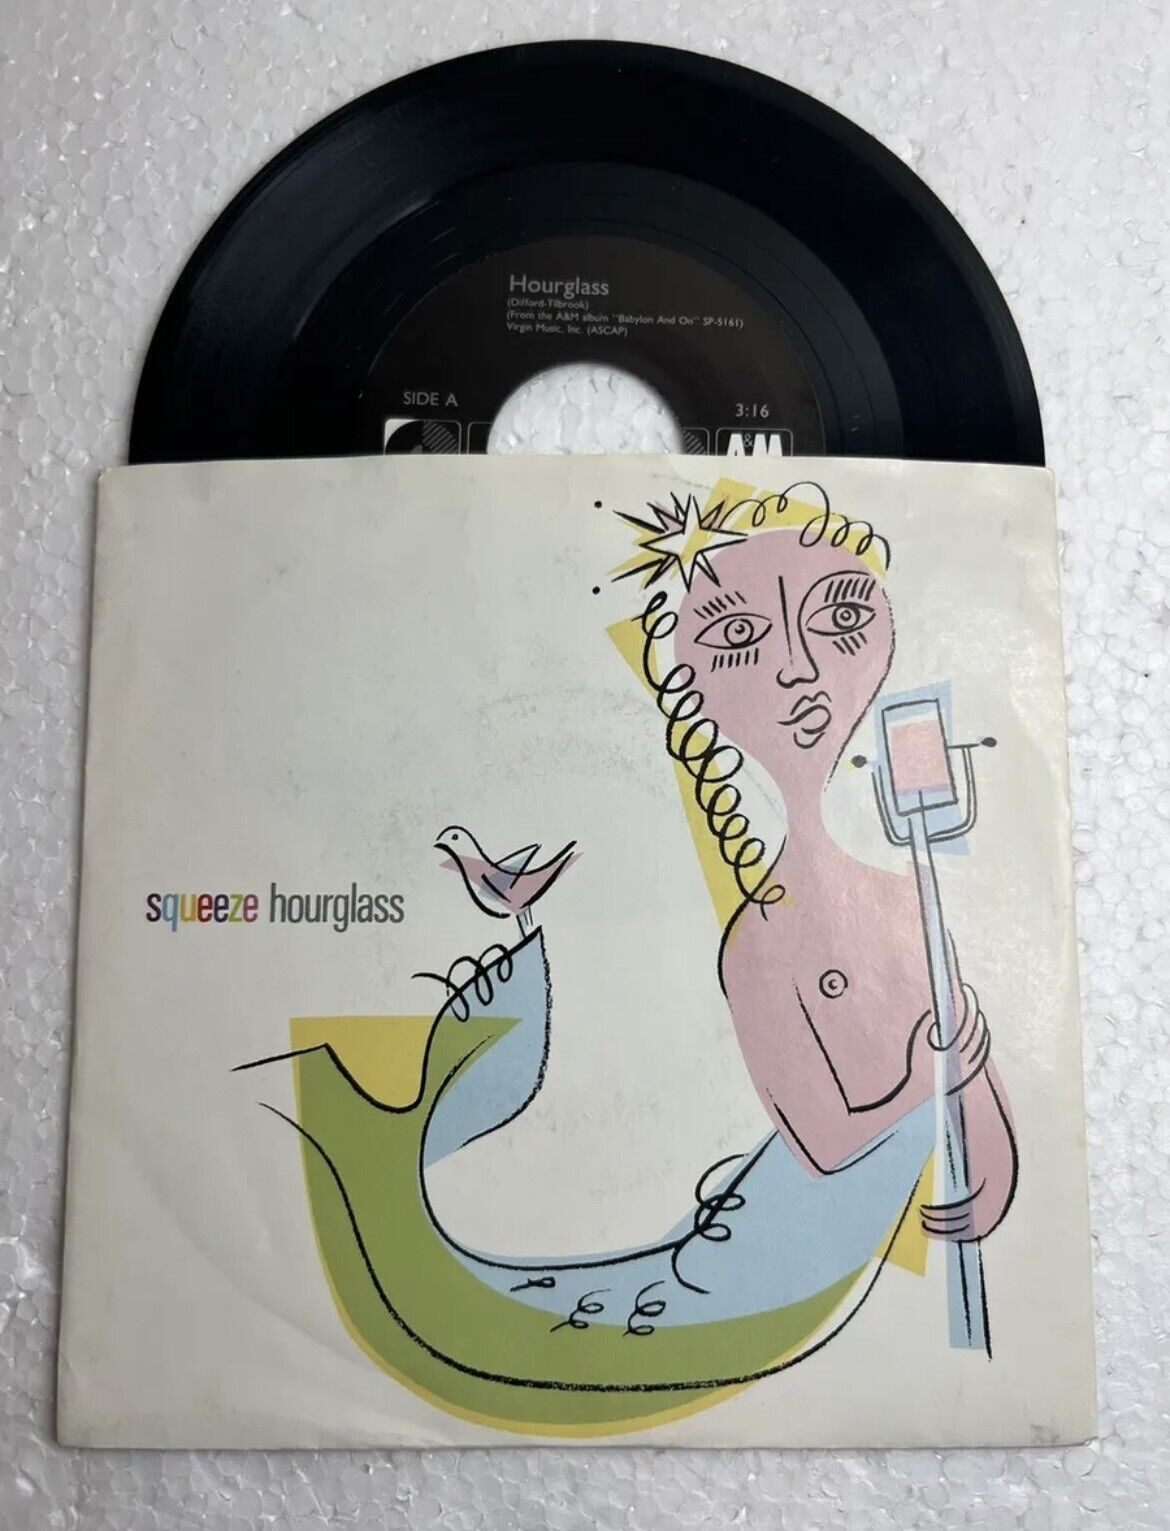 Hourglass
(Difford-Tilbrook)
(From the A&M album "Babylon And On" SP-5161)
Virgin Music, Inc. (ASCAP)
SIDE A
3:16
A&M
squeeze hourglass